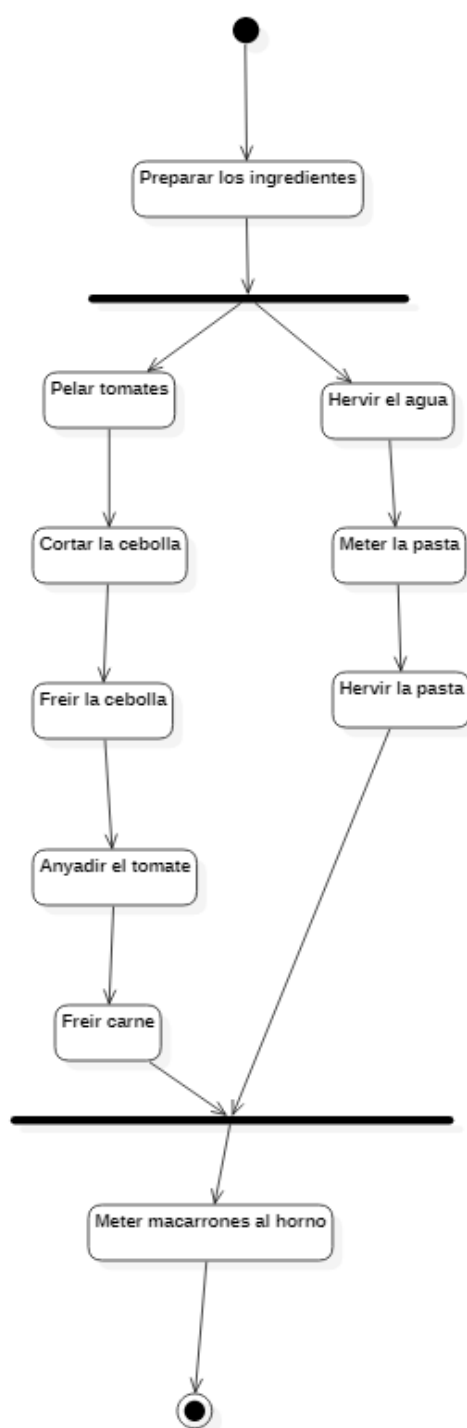 Preparar los ingredientes
Pelar tomates
Hervir el agua
Cortar la cebolla
Meter la pasta
Freir la cebolla
Hervir la pasta
Anyadir el tomate
Freir carne
Meter macarrones al horno